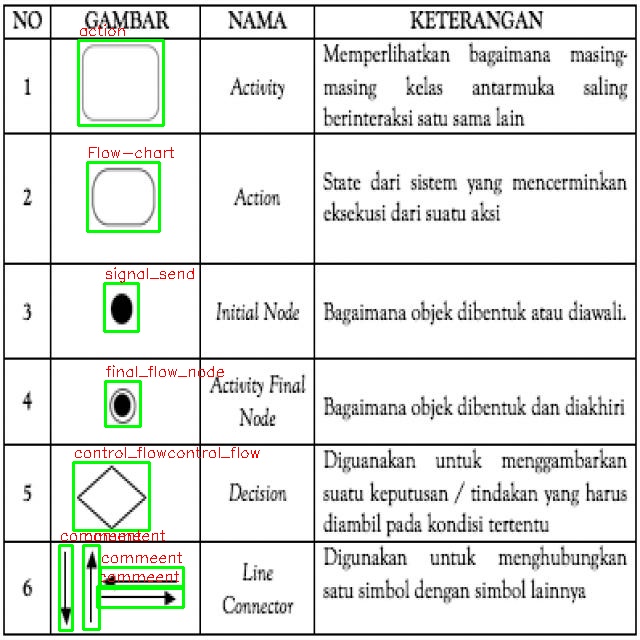 NO GAMBAR NAMA KETERANGAN
action
1 Activity Memperlihatkan bagaimana masing-
masing kelas antarmuka saling
berinteraksi satu sama lain
Flow-chart
2 Action State dari sistem yang mencerminkan
eksekusi dari suatu aksi
signal_send
3 Initial Node Bagaimana objek dibentuk atau diawali.
final_flow_node
4 Activity Final
Node
Bagaimana objek dibentuk dan diakhiri
control_flowcontrol_flow
5 Decision Diguanakan untuk menggambarkan
suatu keputusan / tindakan yang harus
diambil pada kondisi tertentu
commeent
commeent
commeent
6 Line
Connector
Digunakan untuk menghubungkan
satu simbol dengan simbol lainnya